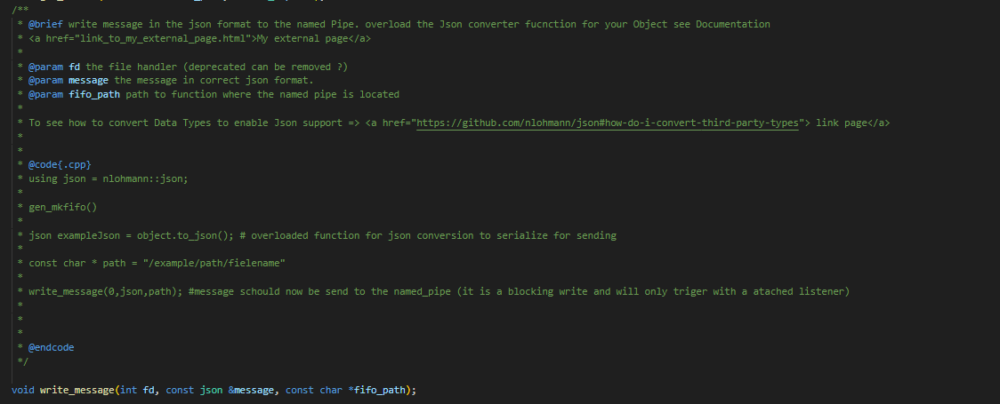 /**
* @brief write message in the json format to the named Pipe. overload the Json converter fucnction for your Object see Documentation
* <a href="link_to_my_external_page.html">My external page</a>
*
* @param fd the file handler (deprecated can be removed ?)
* @param message the message in correct json format.
* @param fifo_path path to function where the named pipe is located
*
* To see how to convert Data Types to enable Json support => <a href="https://github.com/nlohmann/json#how-do-i-convert-third-party-types"> link page</a>
*
*
* @code{.cpp}
* using json = nlohmann::json;
*
* gen_mkfifo()
*
* json exampleJson = object.to_json(); # overloaded function for json conversion to serialize for sending
*
* const char * path = "/example/path/fielename"
*
* write_message(0,json,path); #message schould now be send to the named_pipe (it is a blocking write and will only triger with a atached listener)
*
*
*
* @endcode
*/
void write_message(int fd, const json &message, const char *fifo_path);